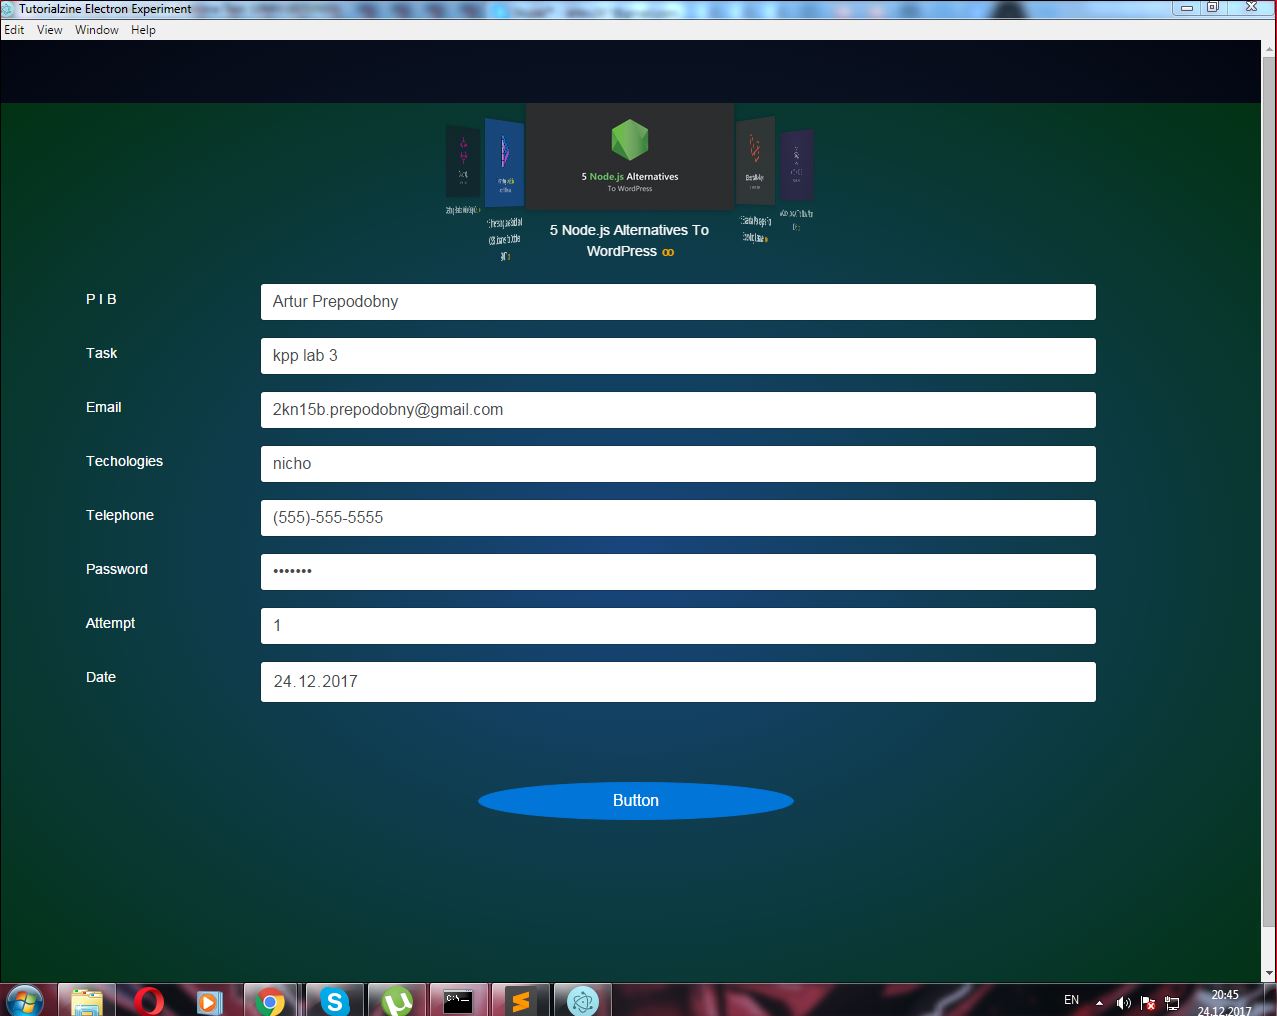 Tutorialzine Electron Experiment
Edit View Window Help
5 Node.js Alternatives
To WordPress
5 Node.js Alternatives To
WordPress
P I B
Artur Prepodobny
Task
kpp lab 3
Email
2kn15b.prepodobny@gmail.com
Techologies
nicho
Telephone
(555)-555-5555
Password
•••••••
Attempt
1
Date
24.12.2017
Button
EN
20:45
24.12.2017